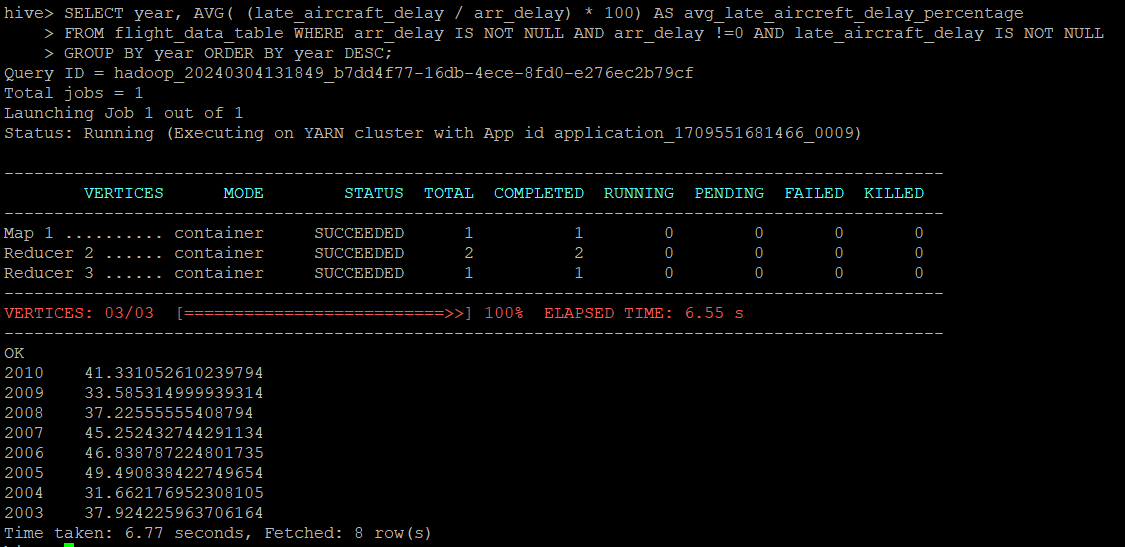 hive> SELECT year, AVG( (late_aircraft_delay / arr_delay) * 100) AS avg_late_aircreft_delay_percentage
    > FROM flight_data_table WHERE arr_delay IS NOT NULL AND arr_delay !=0 AND late_aircraft_delay IS NOT NULL
    > GROUP BY year ORDER BY year DESC;
Query ID = hadoop_20240304131849_b7dd4f77-16db-4ece-8fd0-e276ec2b79cf
Total jobs = 1
Launching Job 1 out of 1
Status: Running (Executing on YARN cluster with App id application_1709551681466_0009)
----------------------------------------------------------------------------------------------
        VERTICES      MODE        STATUS  TOTAL  COMPLETED  RUNNING  PENDING  FAILED  KILLED
----------------------------------------------------------------------------------------------
Map 1 .......... container     SUCCEEDED      1          1        0        0       0       0
Reducer 2 ...... container     SUCCEEDED      2          2        0        0       0       0
Reducer 3 ...... container     SUCCEEDED      1          1        0        0       0       0
----------------------------------------------------------------------------------------------
VERTICES: 03/03  [==========================>>] 100%  ELAPSED TIME: 6.55 s
----------------------------------------------------------------------------------------------
OK
2010    41.331052610239794
2009    33.585314999939314
2008    37.22555555408794
2007    45.252432744291134
2006    46.838787224801735
2005    49.490838422749654
2004    31.662176952308105
2003    37.924225963706164
Time taken: 6.77 seconds, Fetched: 8 row(s)